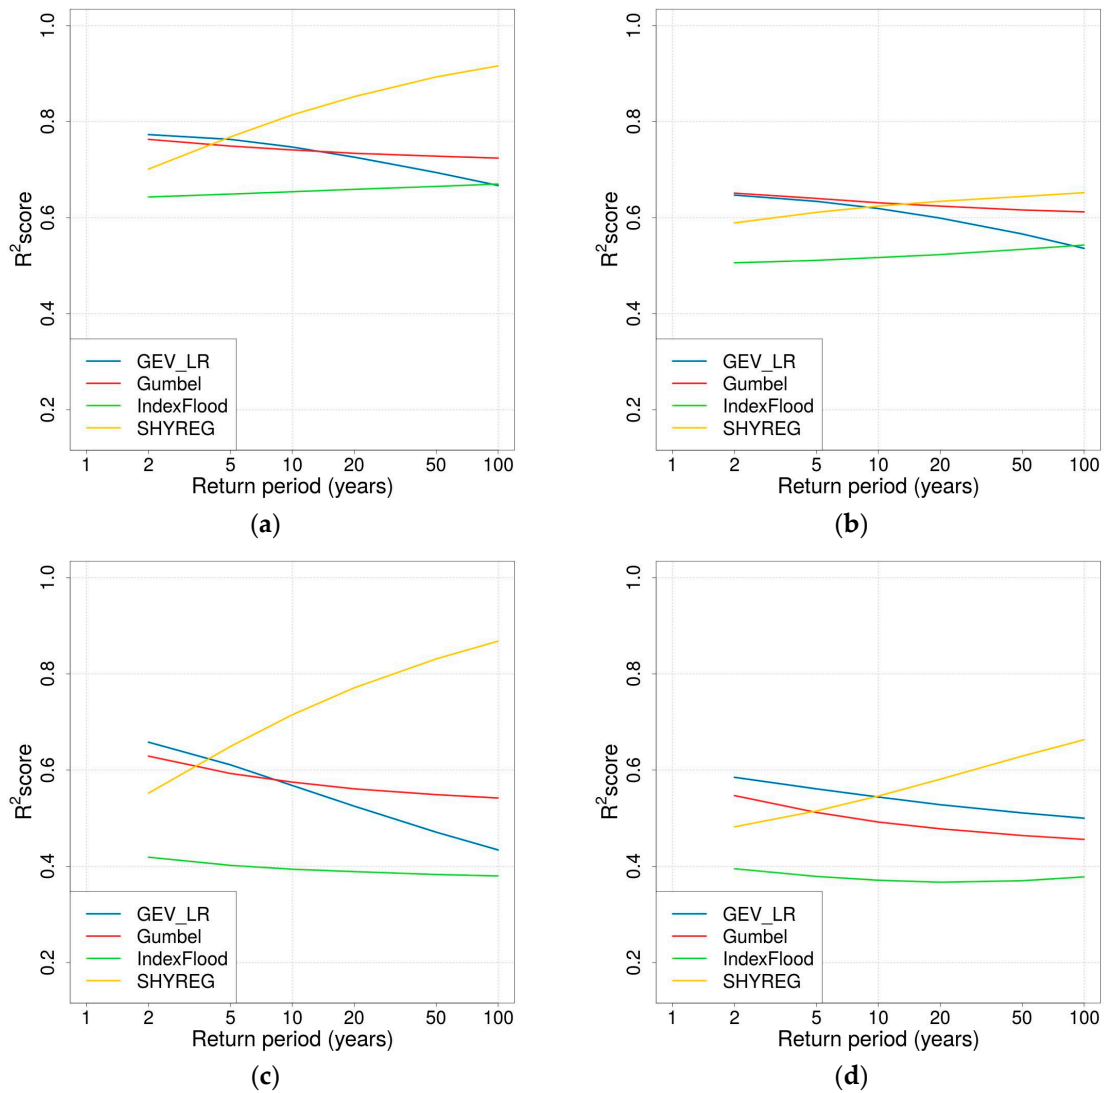 1.0
0.8
0.6
0.4
0.2
R²score
GEV_LR
Gumbel
IndexFlood
SHYREG
1 2 5 10 20 50 100
Return period (years)
(a)
1.0
0.8
0.6
0.4
0.2
R²score
GEV_LR
Gumbel
IndexFlood
SHYREG
1 2 5 10 20 50 100
Return period (years)
(b)
1.0
0.8
0.6
0.4
0.2
R²score
GEV_LR
Gumbel
IndexFlood
SHYREG
1 2 5 10 20 50 100
Return period (years)
(c)
1.0
0.8
0.6
0.4
0.2
R²score
GEV_LR
Gumbel
IndexFlood
SHYREG
1 2 5 10 20 50 100
Return period (years)
(d)